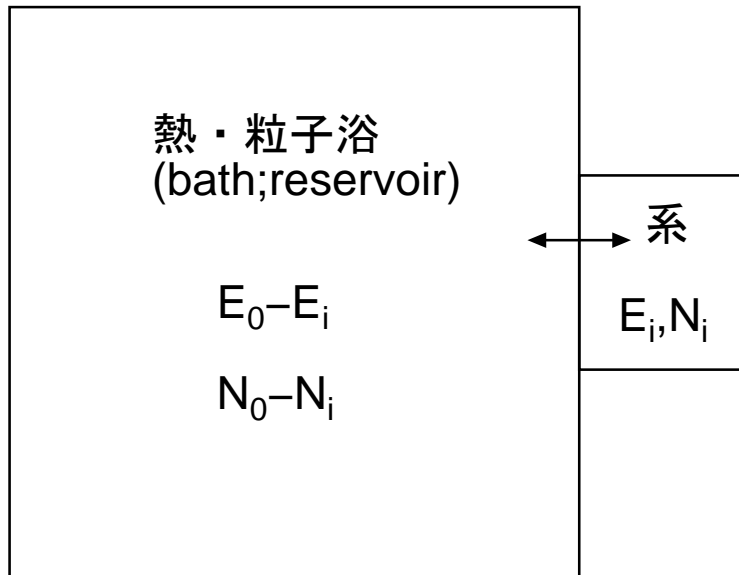 熱・粒子浴
(bath;reservoir)
系
E₀–Eᵢ
Eᵢ,Nᵢ
N₀–Nᵢ